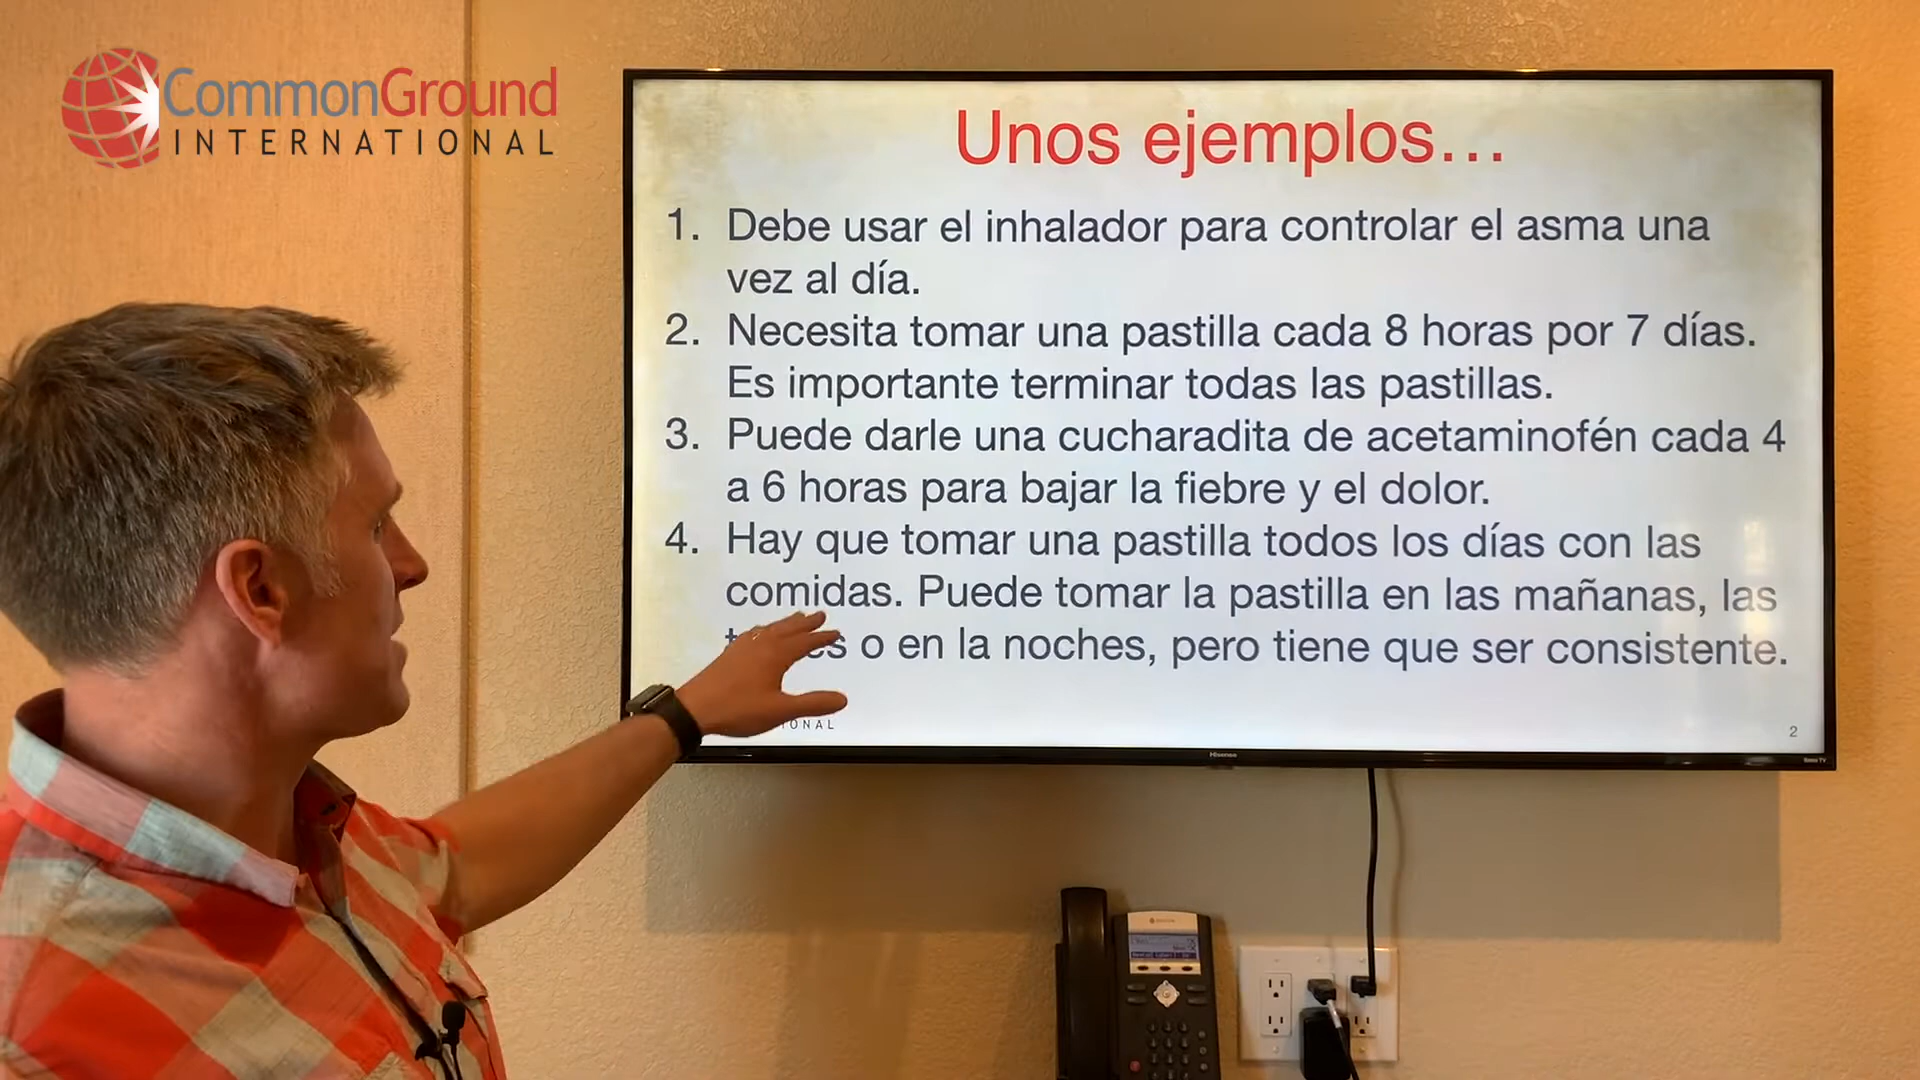 CommonGround
INTERNATIONAL
Unos ejemplos...
1. Debe usar el inhalador para controlar el asma una
vez al día.
2. Necesita tomar una pastilla cada 8 horas por 7 días.
Es importante terminar todas las pastillas.
3. Puede darle una cucharadita de acetaminofén cada 4
a 6 horas para bajar la fiebre y el dolor.
4. Hay que tomar una pastilla todos los días con las
comidas. Puede tomar la pastilla en las mañanas, las
o en la noches, pero tiene que ser consistente.
2
Hisense